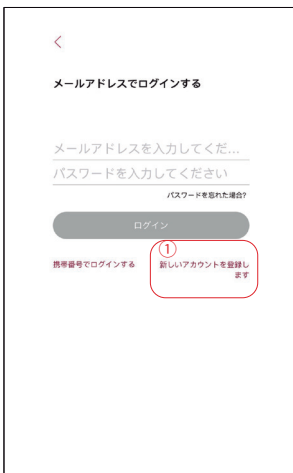 メールアドレスでログインする
メールアドレスを入力してくだ...
パスワードを入力してください
パスワードを忘れた場合?
ログイン
①
携帯番号でログインする
新しいアカウントを登録し
ます